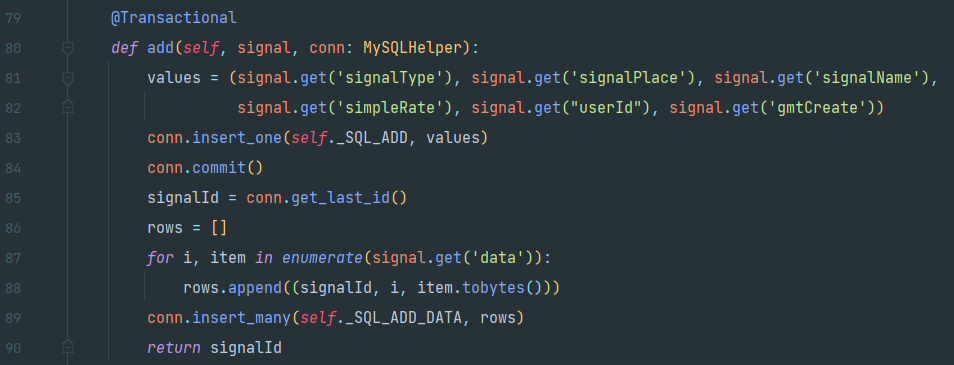 79 @Transactional
80 def add(self, signal, conn: MySQLHelper):
81 values = (signal.get('signalType'), signal.get('signalPlace'), signal.get('signalName'),
82 signal.get('simpleRate'), signal.get("userId"), signal.get('gmtCreate'))
83 conn.insert_one(self._SQL_ADD, values)
84 conn.commit()
85 signalId = conn.get_last_id()
86 rows = []
87 for i, item in enumerate(signal.get('data')):
88 rows.append((signalId, i, item.tobytes()))
89 conn.insert_many(self._SQL_ADD_DATA, rows)
90 return signalId